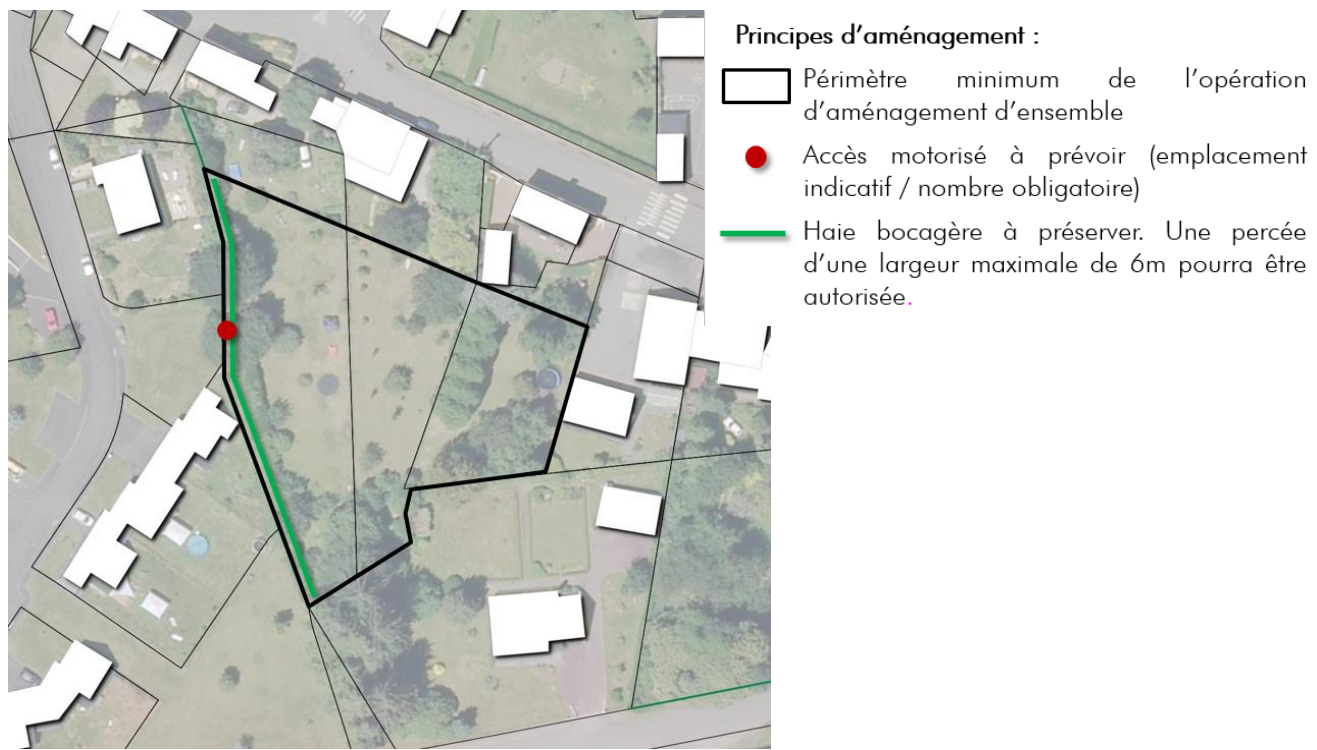 Principes d'aménagement :
Périmètre minimum de l'opération
d'aménagement d'ensemble
Accès motorisé à prévoir (emplacement
indicatif / nombre obligatoire)
Haie bocagère à préserver. Une percée
d'une largeur maximale de 6m pourra être
autorisée.